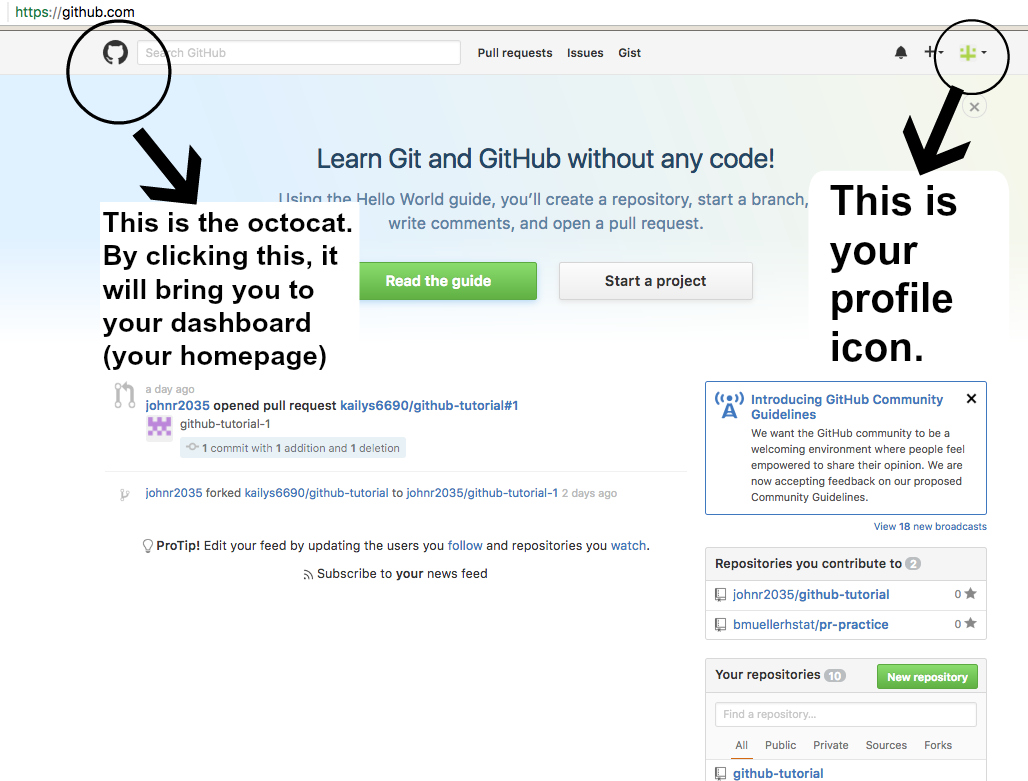 https://github.com
Search GitHub
Pull requests Issues Gist
Learn Git and GitHub without any code!
Using the Hello World guide, you’ll create a repository, start a branch,
write comments, and open a pull request.
Read the guide
Start a project
This is the octocat.
By clicking this, it
will bring you to
your dashboard
(your homepage)
This is
your
profile
icon.
a day ago
johnr2035 opened pull request kailys6690/github-tutorial#1
github-tutorial-1
1 commit with 1 addition and 1 deletion
johnr2035 forked kailys6690/github-tutorial to johnr2035/github-tutorial-1 2 days ago
ProTip! Edit your feed by updating the users you follow and repositories you watch.
Subscribe to your news feed
Introducing GitHub Community
Guidelines
We want the GitHub community to be a
welcoming environment where people feel
empowered to share their opinion. We are
now accepting feedback on our proposed
Community Guidelines.
View 18 new broadcasts
Repositories you contribute to 2
johnr2035/github-tutorial 0
bmuellerhstat/pr-practice 0
Your repositories 10
New repository
Find a repository...
All Public Private Sources Forks
github-tutorial